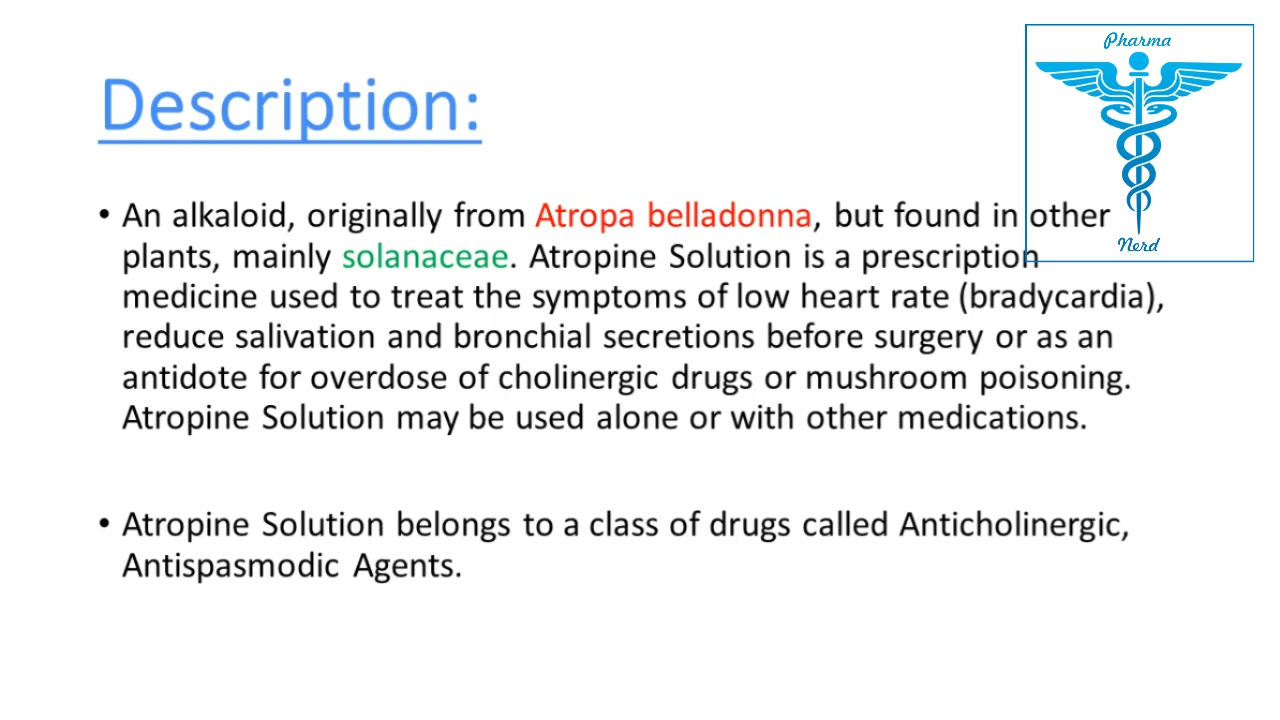 Pharma
Description:
• An alkaloid, originally from Atropa belladonna, but found in other
plants, mainly solanaceae. Atropine Solution is a prescription
Nerd
medicine used to treat the symptoms of low heart rate (bradycardia),
reduce salivation and bronchial secretions before surgery or as an
antidote for overdose of cholinergic drugs or mushroom poisoning.
Atropine Solution may be used alone or with other medications.
• Atropine Solution belongs to a class of drugs called Anticholinergic,
Antispasmodic Agents.